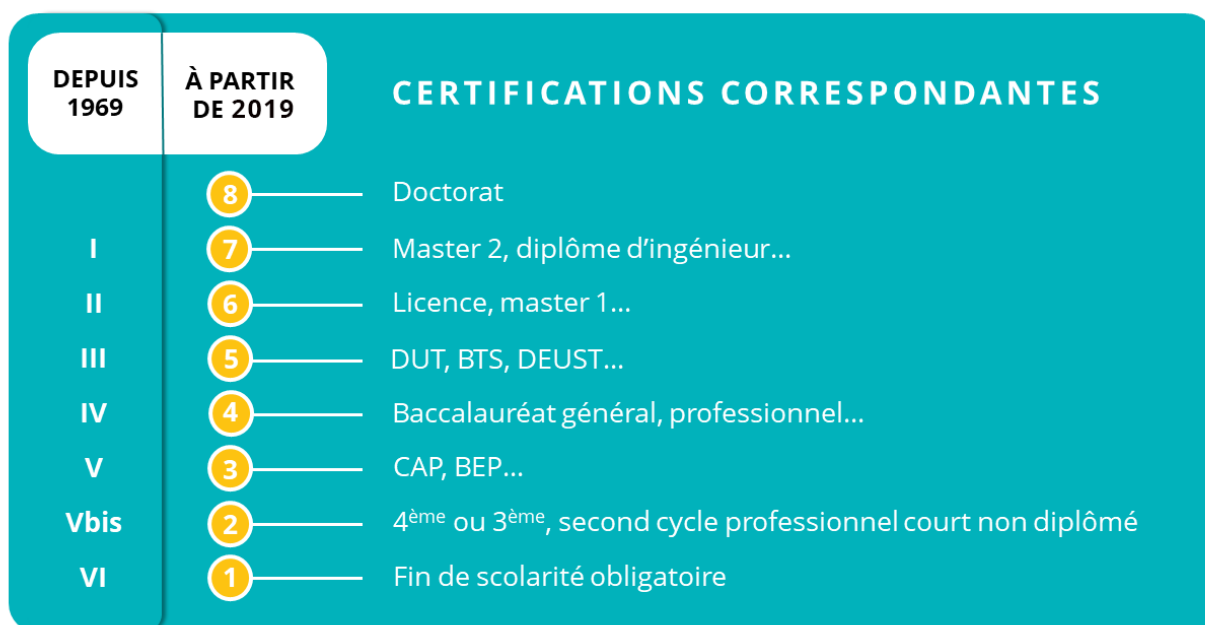 DEPUIS
1969
À PARTIR
DE 2019
CERTIFICATIONS CORRESPONDANTES
8 Doctorat
I 7 Master 2, diplôme d'ingénieur...
II 6 Licence, master 1...
III 5 DUT, BTS, DEUST...
IV 4 Baccalauréat général, professionnel...
V 3 CAP, BEP...
Vbis 2 4ème ou 3ème, second cycle professionnel court non diplômé
VI 1 Fin de scolarité obligatoire